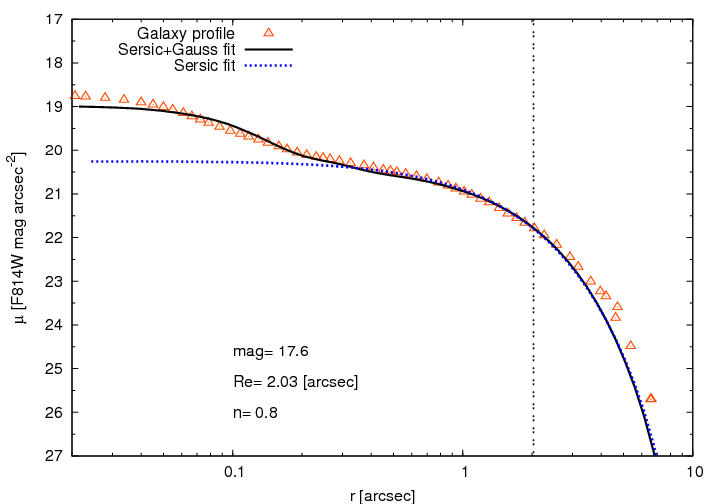 17
18
19
20
21
22
23
24
25
26
27
μ [F814W mag arcsec-2]
Galaxy profile
Sersic+Gauss fit
Sersic fit
mag= 17.6
Re= 2.03 [arcsec]
n= 0.8
0.1 1 10
r [arcsec]